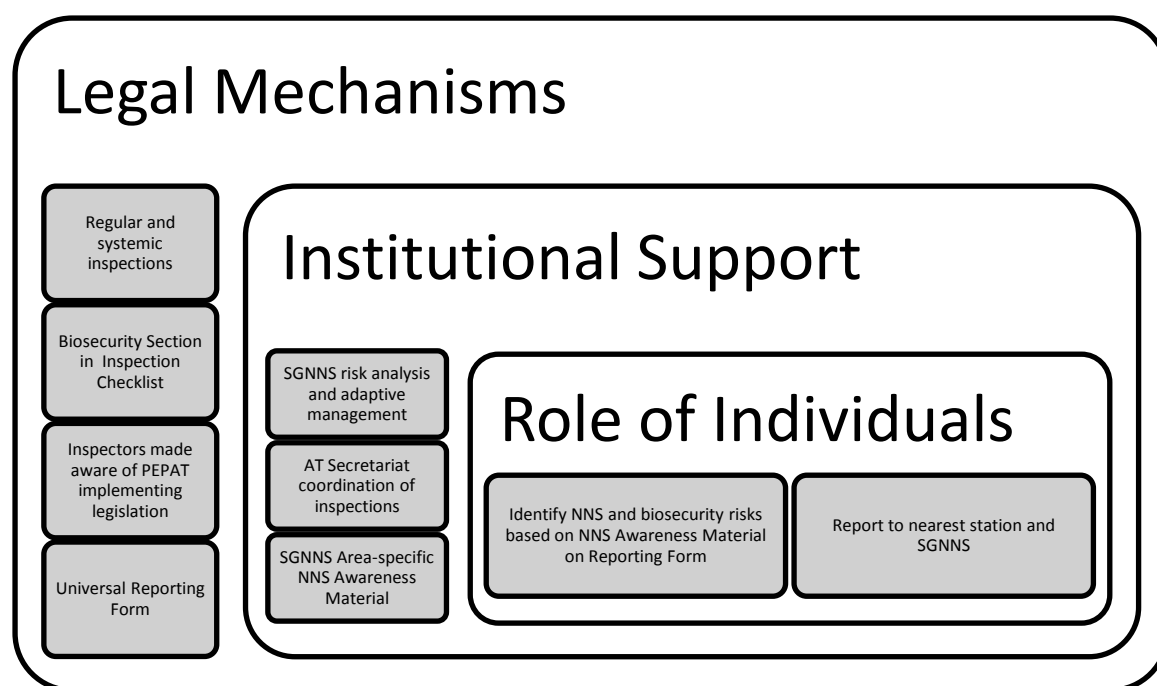 Legal Mechanisms
Regular and
systemic
inspections
Biosecurity Section
in Inspection
Checklist
Inspectors made
aware of PEPAT
implementing
legislation
Universal Reporting
Form
Institutional Support
SGNNS risk analysis
and adaptive
management
AT Secretariat
coordination of
inspections
SGNNS Area-specific
NNS Awareness
Material
Role of Individuals
Identify NNS and biosecurity risks
based on NNS Awareness Material
on Reporting Form
Report to nearest station and
SGNNS